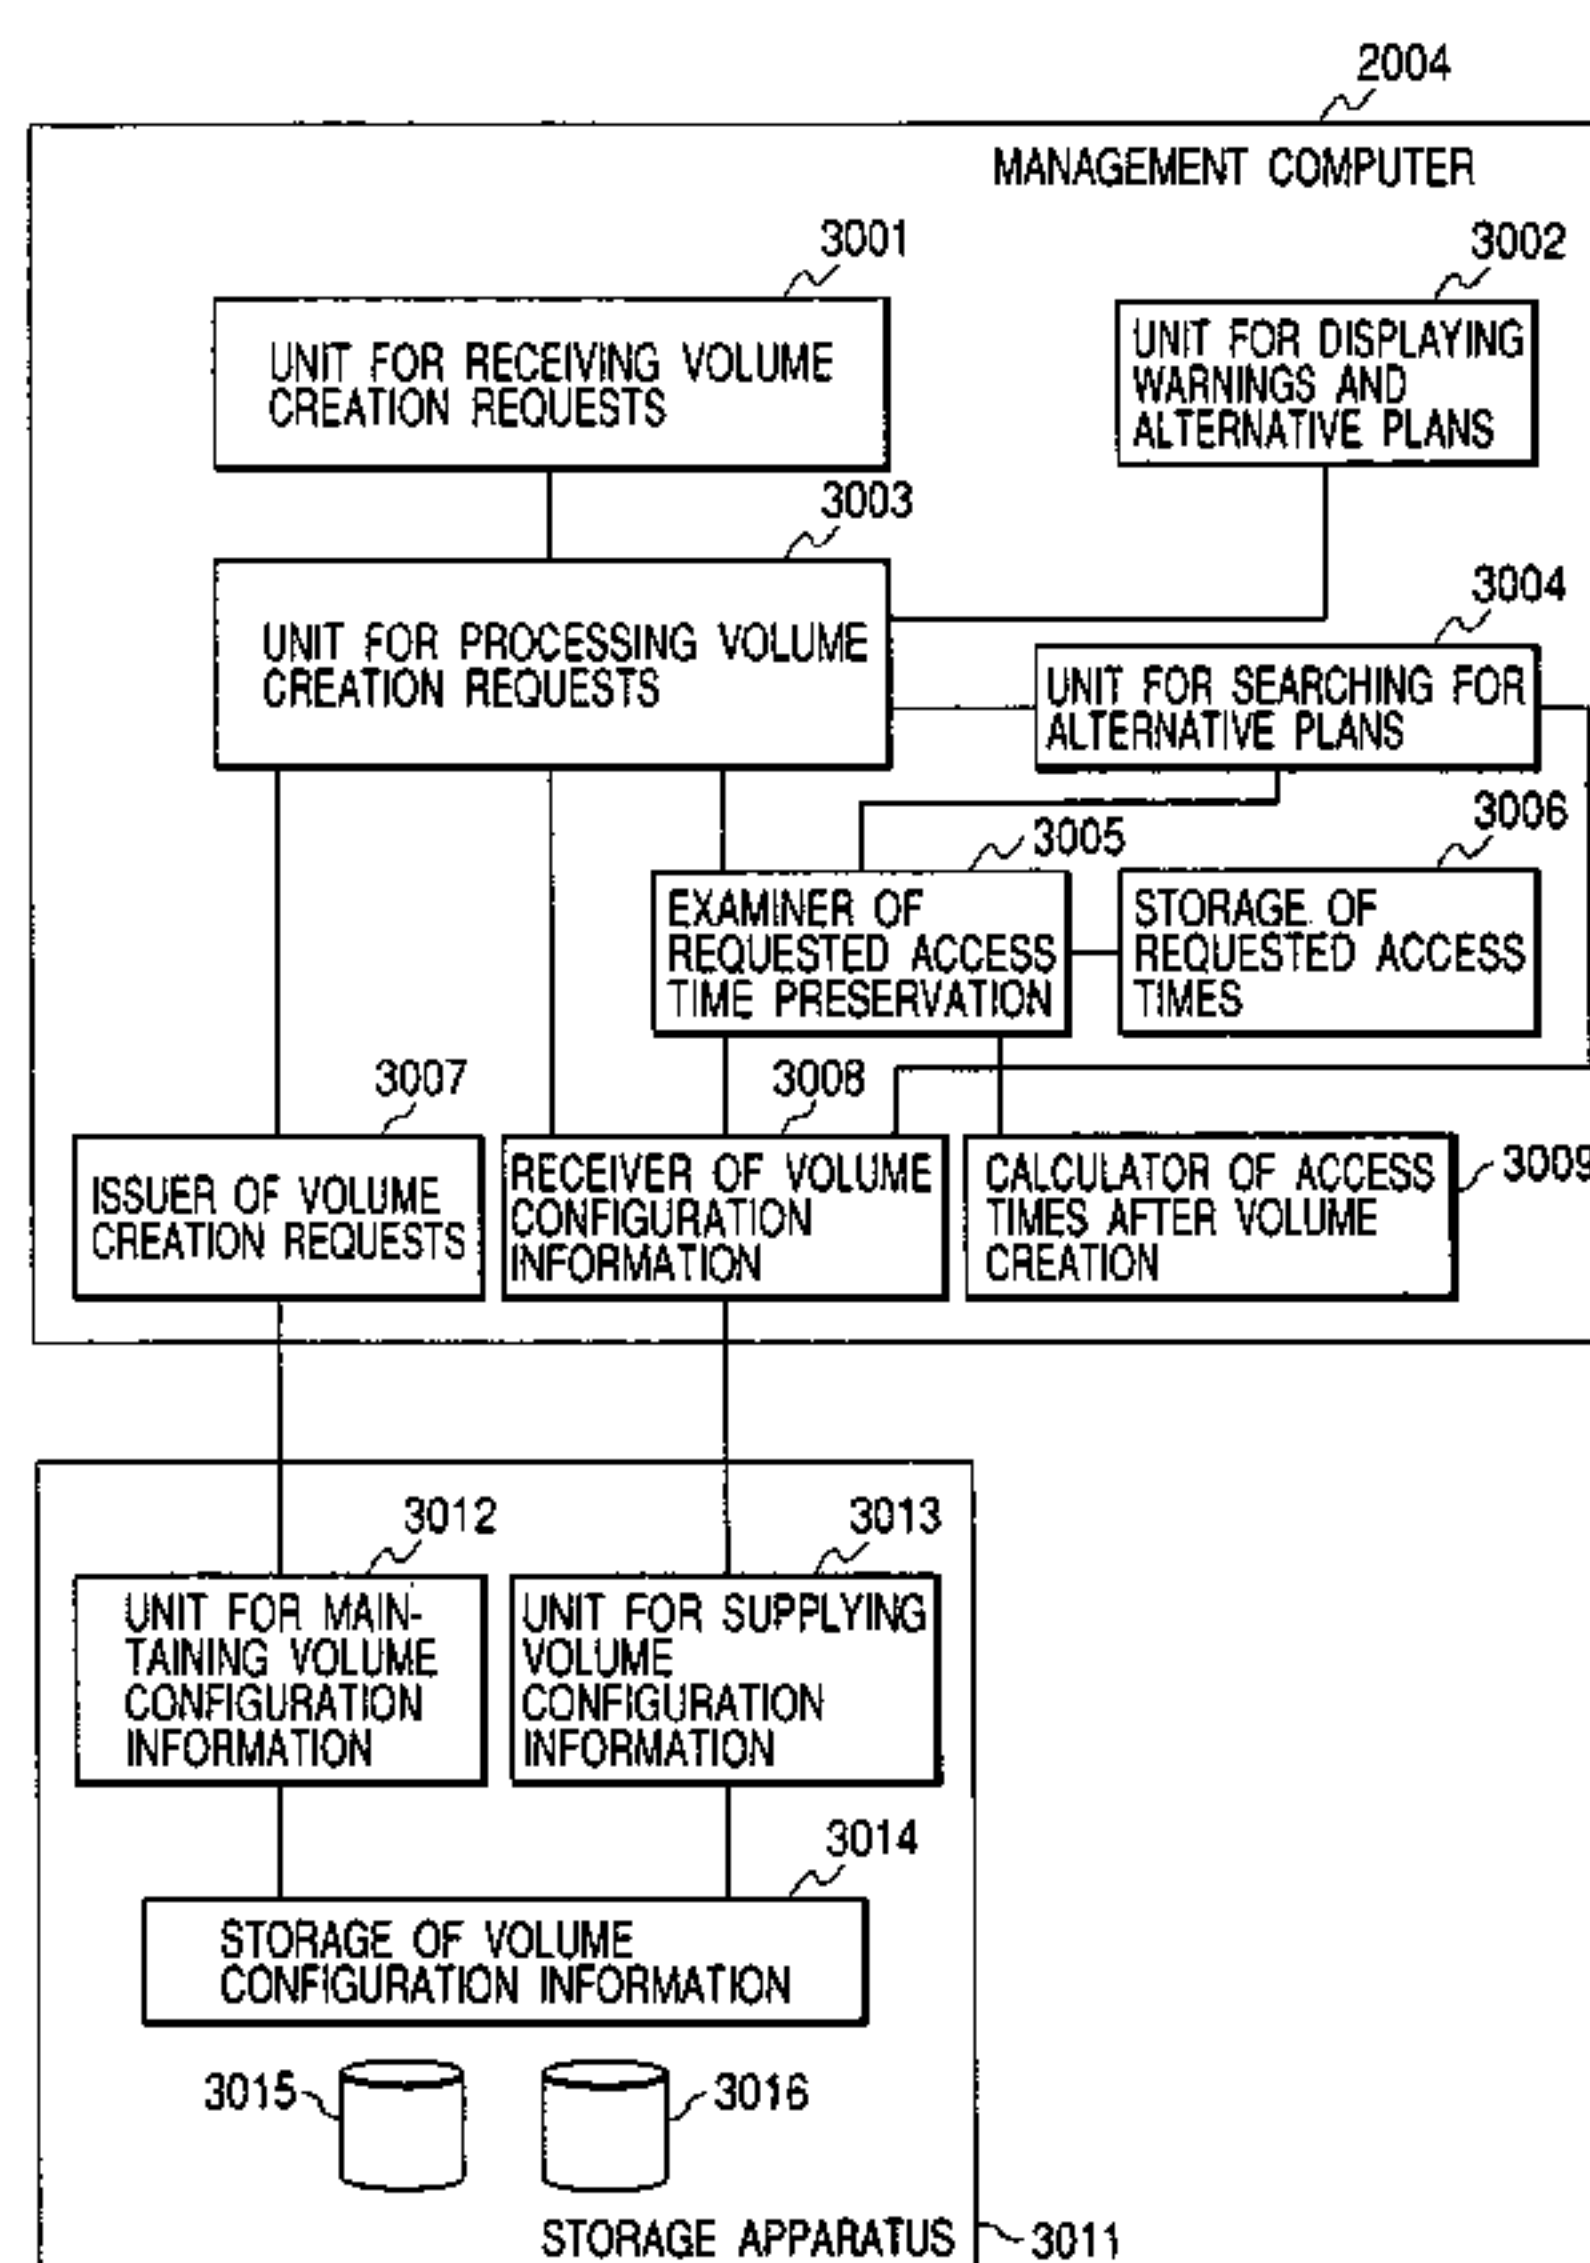 2004
MANAGEMENT COMPUTER
3001
3002
UNIT FOR RECEIVING VOLUME
CREATION REQUESTS
UNIT FOR DISPLAYING
WARNINGS AND
ALTERNATIVE PLANS
3003
3004
UNIT FOR PROCESSING VOLUME
CREATION REQUESTS
UNIT FOR SEARCHING FOR
ALTERNATIVE PLANS
3005
3006
EXAMINER OF
REQUESTED ACCESS
TIME PRESERVATION
STORAGE OF
REQUESTED ACCESS
TIMES
3007
3008
3009
ISSUER OF VOLUME
CREATION REQUESTS
RECEIVER OF VOLUME
CONFIGURATION
INFORMATION
CALCULATOR OF ACCESS
TIMES AFTER VOLUME
CREATION
3012
3013
UNIT FOR MAIN-
TAINING VOLUME
CONFIGURATION
INFORMATION
UNIT FOR SUPPLYING
VOLUME
CONFIGURATION
INFORMATION
3014
STORAGE OF VOLUME
CONFIGURATION INFORMATION
3015
3016
STORAGE APPARATUS
3011